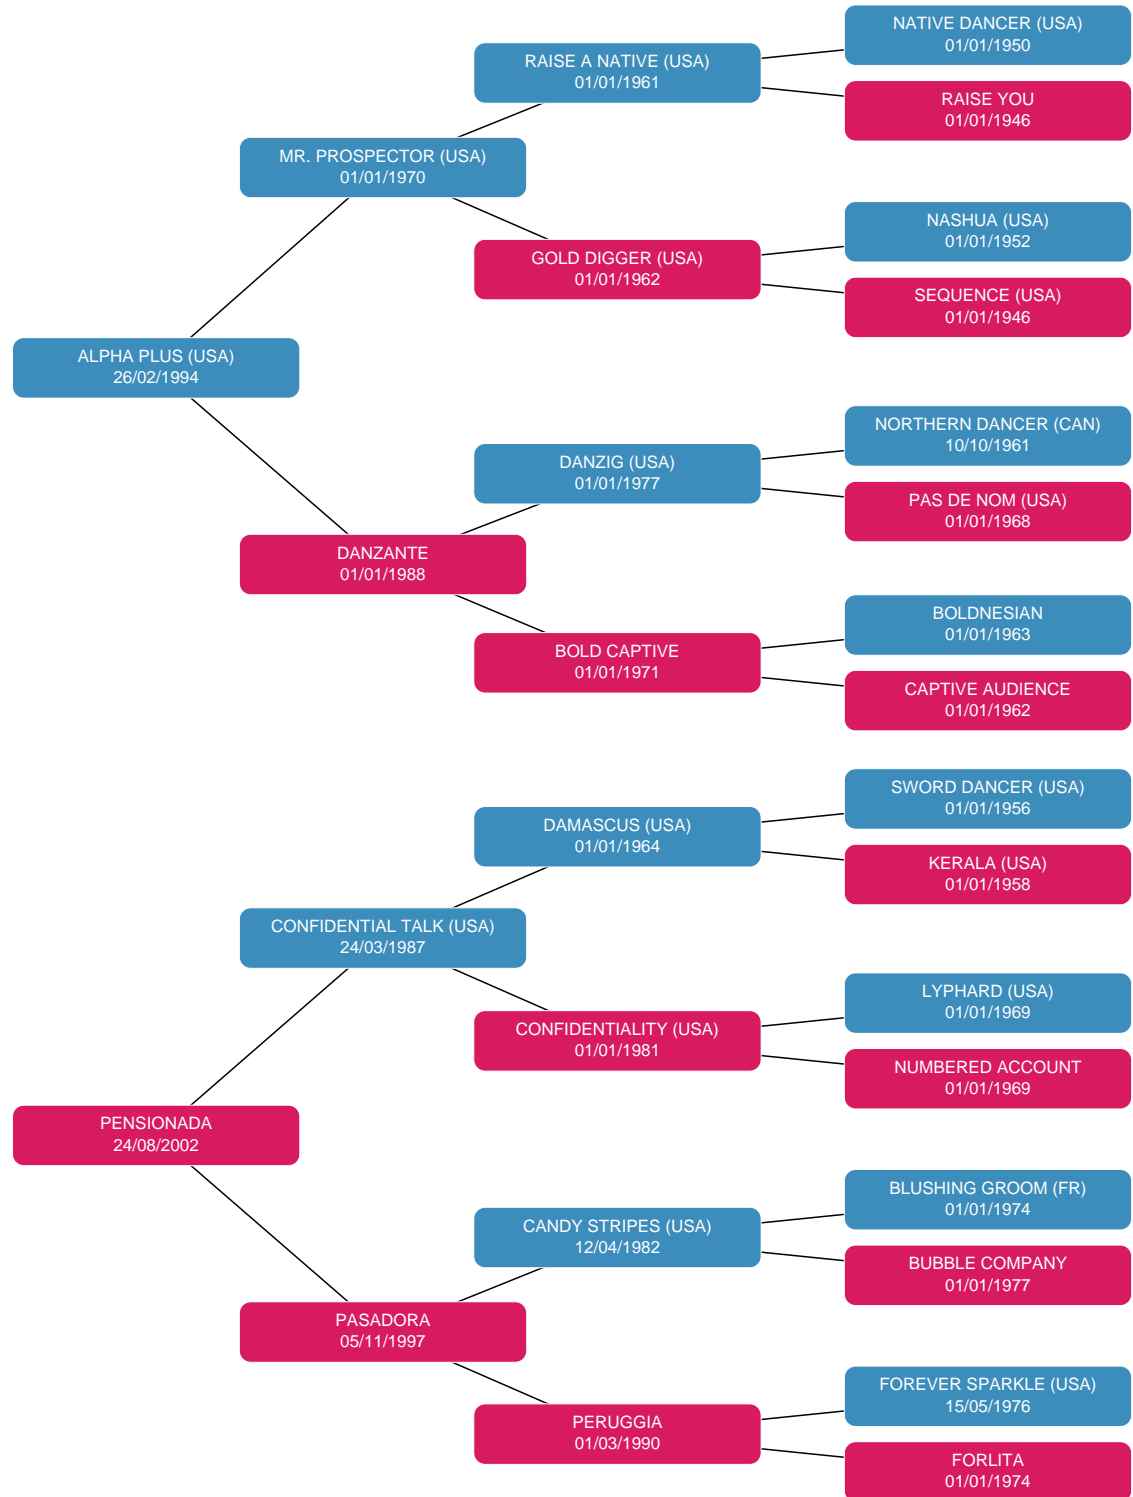 NATIVE DANCER (USA)
01/01/1950
RAISE A NATIVE (USA)
01/01/1961
RAISE YOU
01/01/1946
MR. PROSPECTOR (USA)
01/01/1970
NASHUA (USA)
01/01/1952
GOLD DIGGER (USA)
01/01/1962
SEQUENCE (USA)
01/01/1946
ALPHA PLUS (USA)
26/02/1994
NORTHERN DANCER (CAN)
10/10/1961
DANZIG (USA)
01/01/1977
PAS DE NOM (USA)
01/01/1968
DANZANTE
01/01/1988
BOLDNESIAN
01/01/1963
BOLD CAPTIVE
01/01/1971
CAPTIVE AUDIENCE
01/01/1962
SWORD DANCER (USA)
01/01/1956
DAMASCUS (USA)
01/01/1964
KERALA (USA)
01/01/1958
CONFIDENTIAL TALK (USA)
24/03/1987
LYPHARD (USA)
01/01/1969
CONFIDENTIALITY (USA)
01/01/1981
NUMBERED ACCOUNT
01/01/1969
PENSIONADA
24/08/2002
BLUSHING GROOM (FR)
01/01/1974
CANDY STRIPES (USA)
12/04/1982
BUBBLE COMPANY
01/01/1977
PASADORA
05/11/1997
FOREVER SPARKLE (USA)
15/05/1976
PERUGGIA
01/03/1990
FORLITA
01/01/1974